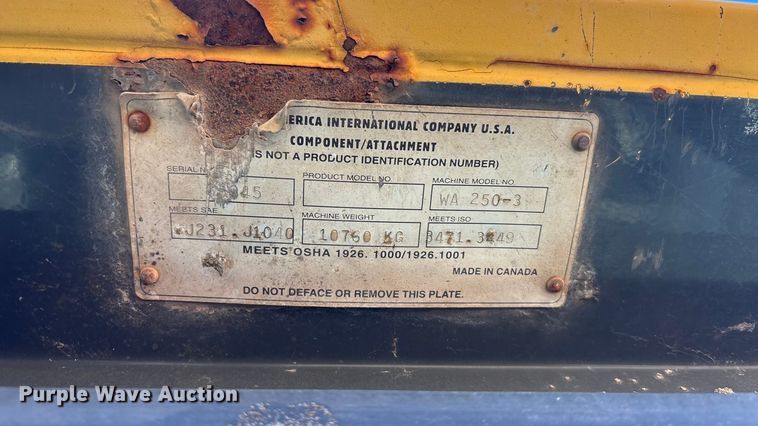 ERICA INTERNATIONAL COMPANY U.S.A.
COMPONENT/ATTACHMENT
IS NOT A PRODUCT IDENTIFICATION NUMBER)
SERIAL N PRODUCT MODEL NO MACHINE MODEL NO
45 WA 250-3
MEETS SAE MACHINE WEIGHT MEETS ISO
J231.J1040 10760 KG 3471.3449
MEETS OSHA 1926. 1000/1926.1001
MADE IN CANADA
DO NOT DEFACE OR REMOVE THIS PLATE.
Purple Wave Auction